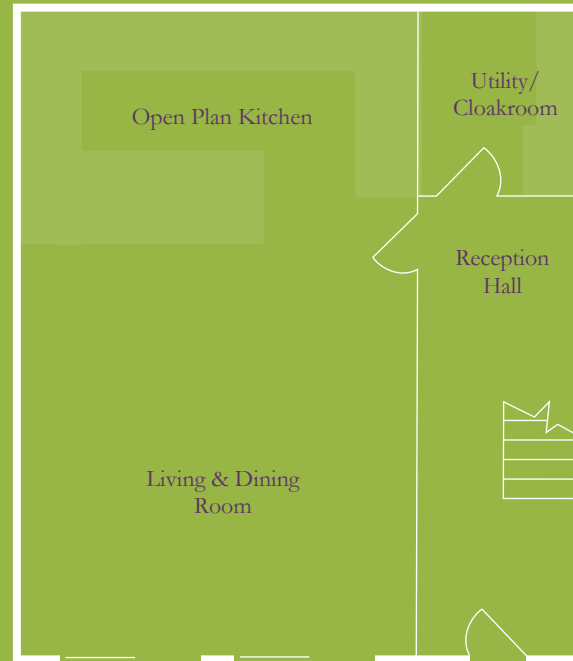 Utility/
Cloakroom
Open Plan Kitchen
Reception
Hall
Living & Dining
Room